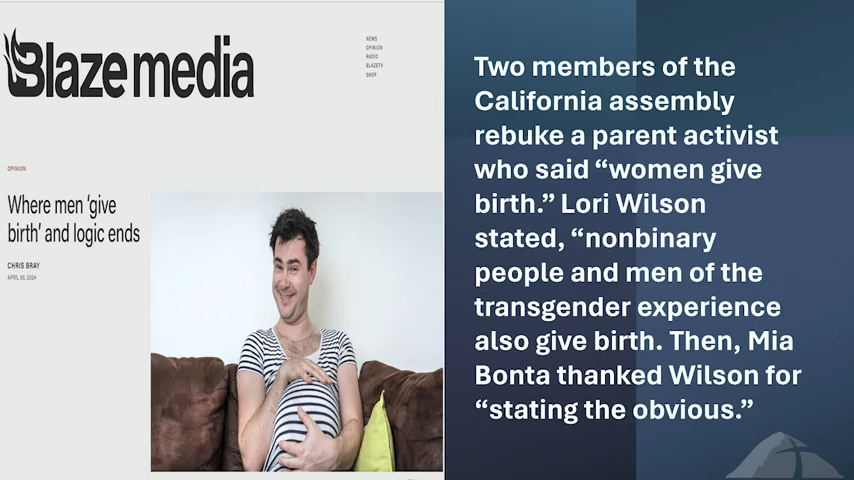 Blaze media
NEWS
OPINION
RADIO
BLAZETV
SHOP
OPINION
Where men 'give
birth' and logic ends
CHRIS BRAY
APRIL 05, 2024
Two members of the
California assembly
rebuke a parent activist
who said “women give
birth.” Lori Wilson
stated, “nonbinary
people and men of the
transgender experience
also give birth. Then, Mia
Bonta thanked Wilson for
“stating the obvious.”